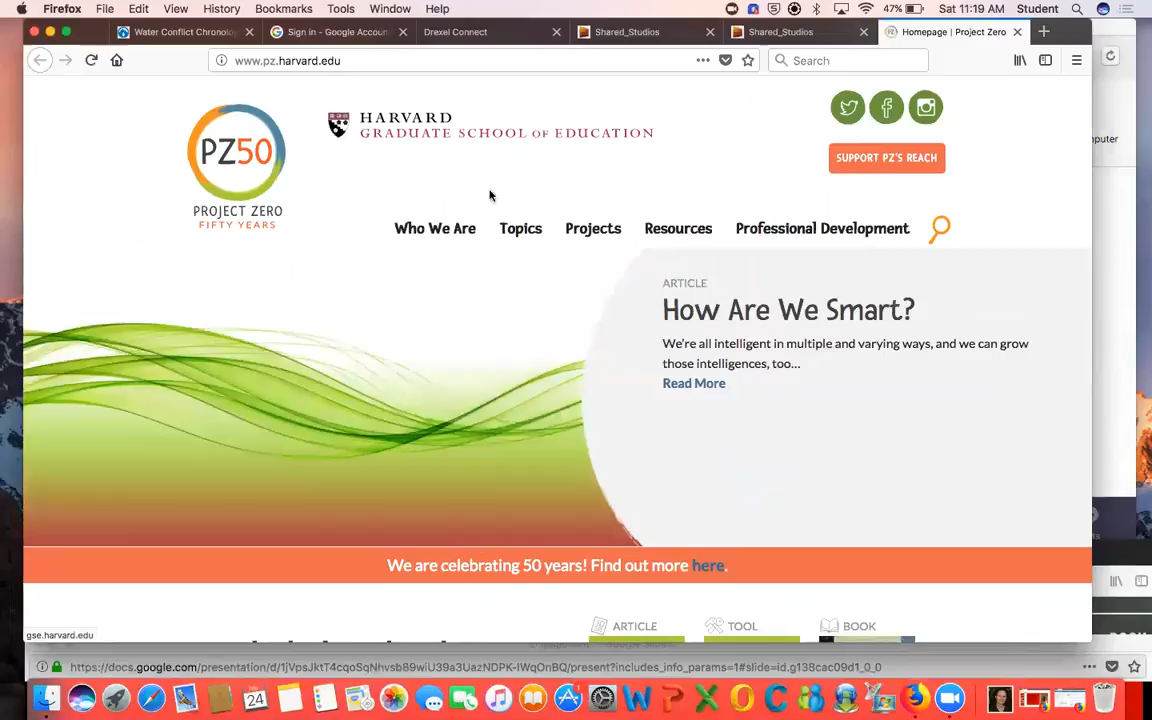 Firefox File Edit View History Bookmarks Tools Window Help 47% Sat 11:19 AM Student
Water Conflict Chronolo Sign in - Google Accoun Drexel Connect Shared_Studios Shared_Studios Homepage | Project Zero
www.pz.harvard.edu Search
HARVARD
GRADUATE SCHOOL OF EDUCATION
PZ50
SUPPORT PZ'S REACH
PROJECT ZERO
FIFTY YEARS
Who We Are Topics Projects Resources Professional Development
ARTICLE
How Are We Smart?
We're all intelligent in multiple and varying ways, and we can grow
those intelligences, too...
Read More
We are celebrating 50 years! Find out more here.
ARTICLE TOOL BOOK
gse.harvard.edu
https://docs.google.com/presentation/d/1jVpsJktT4cqoSqNhvsb89wiU39a3UazNDPK-IWqOnBQ/present?includes_info_params=1#slide=id.g138cac09d1_0_0
24